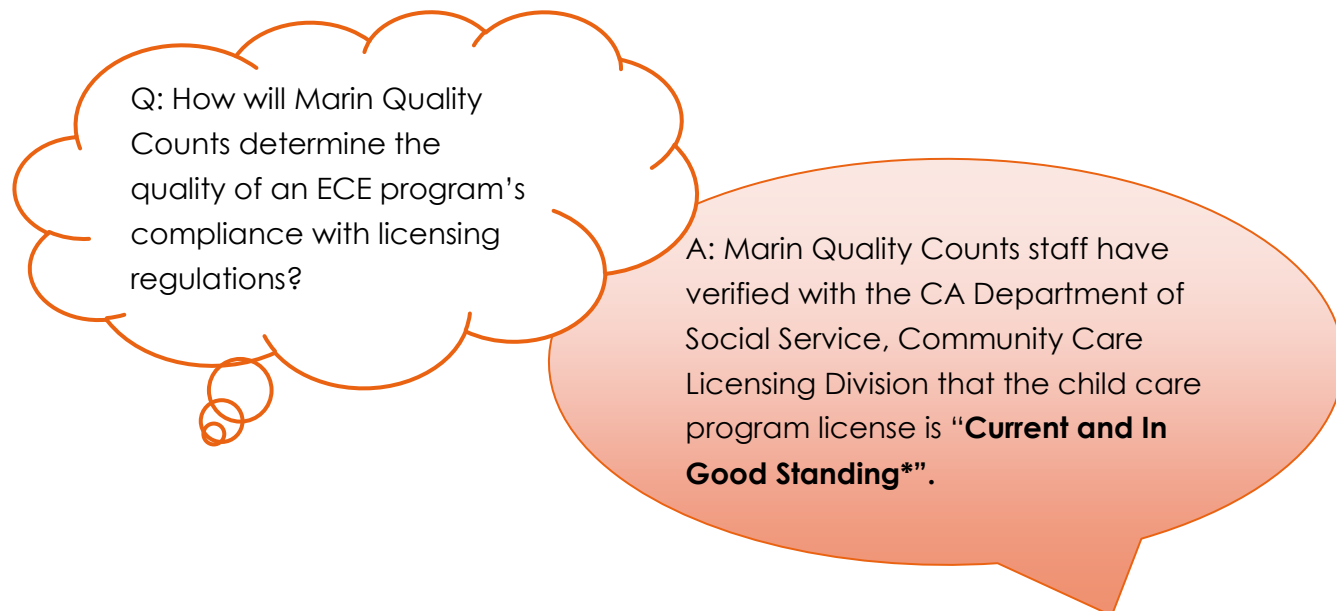 Q: How will Marin Quality
Counts determine the
quality of an ECE program’s
compliance with licensing
regulations?
A: Marin Quality Counts staff have
verified with the CA Department of
Social Service, Community Care
Licensing Division that the child care
program license is “Current and In
Good Standing*”.